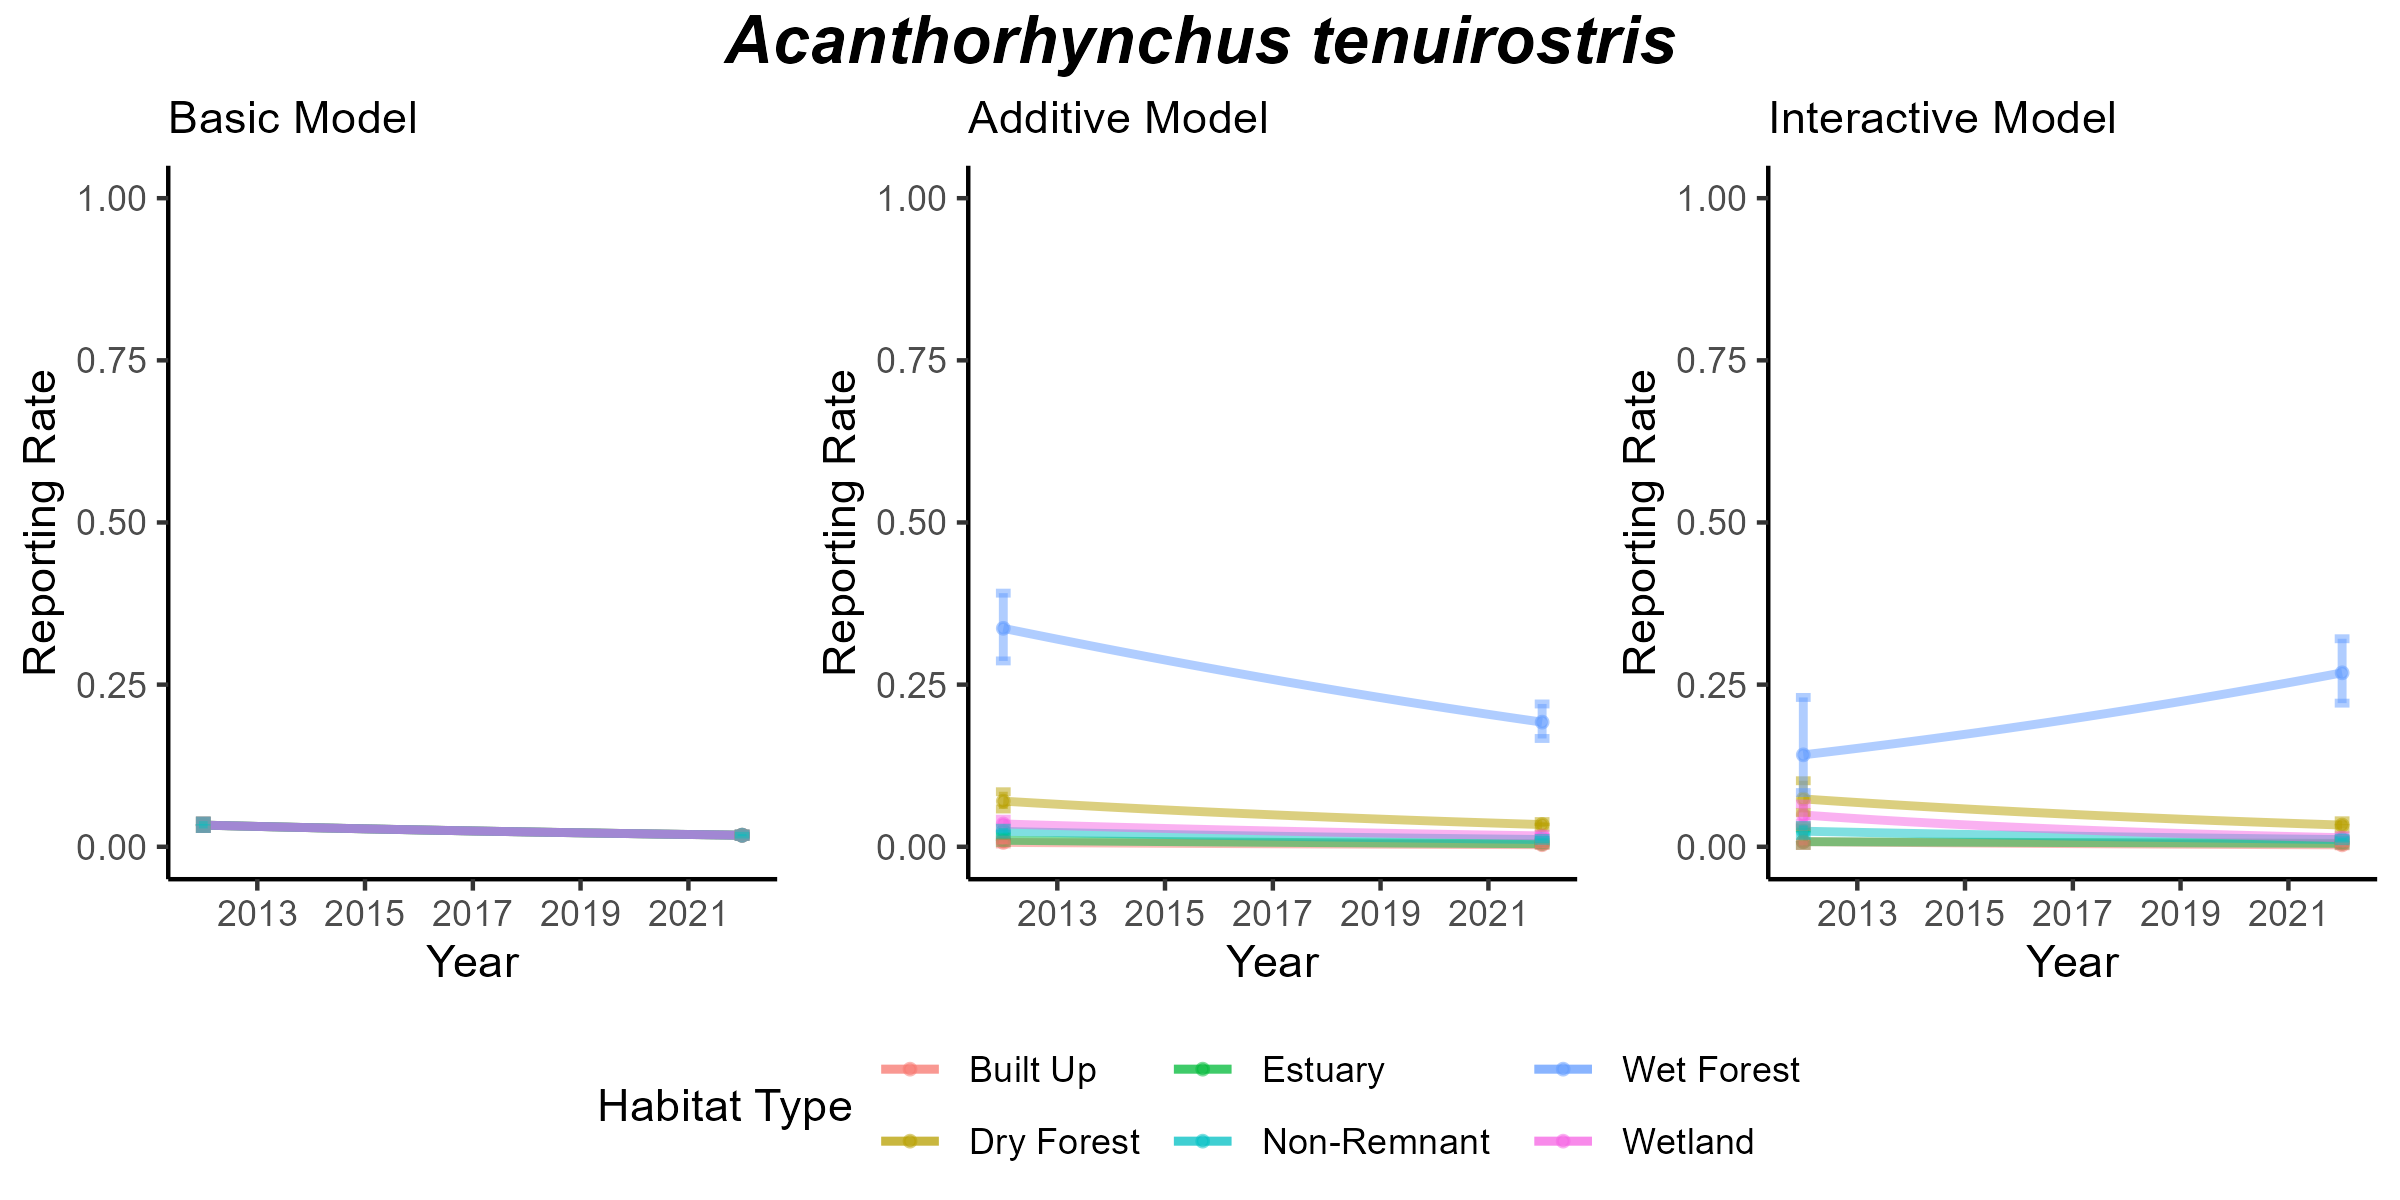 Acanthorhynchus tenuirostris
Basic Model
Reporting Rate
1.00
0.75
0.50
0.25
0.00
2013 2015 2017 2019 2021
Year
Additive Model
Reporting Rate
1.00
0.75
0.50
0.25
0.00
2013 2015 2017 2019 2021
Year
Interactive Model
Reporting Rate
1.00
0.75
0.50
0.25
0.00
2013 2015 2017 2019 2021
Year
Habitat Type
Built Up
Dry Forest
Estuary
Non-Remnant
Wet Forest
Wetland